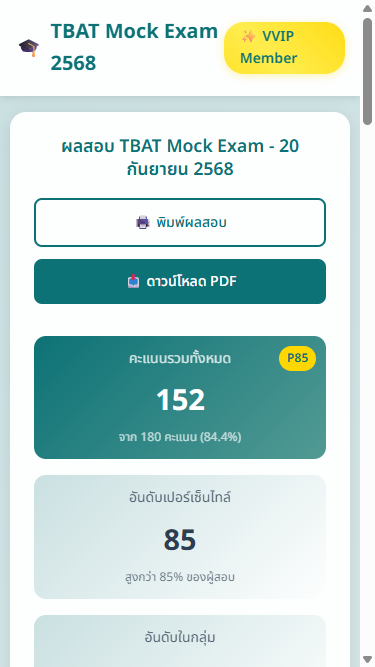 TBAT Mock Exam
2568
✨ VVIP
Member
ผลสอบ TBAT Mock Exam - 20
กันยายน 2568
พิมพ์ผลสอบ
ดาวน์โหลด PDF
คะแนนรวมทั้งหมด
P85
152
จาก 180 คะแนน (84.4%)
อันดับเปอร์เซ็นไทล์
85
สูงกว่า 85% ของผู้สอบ
อันดับในกลุ่ม